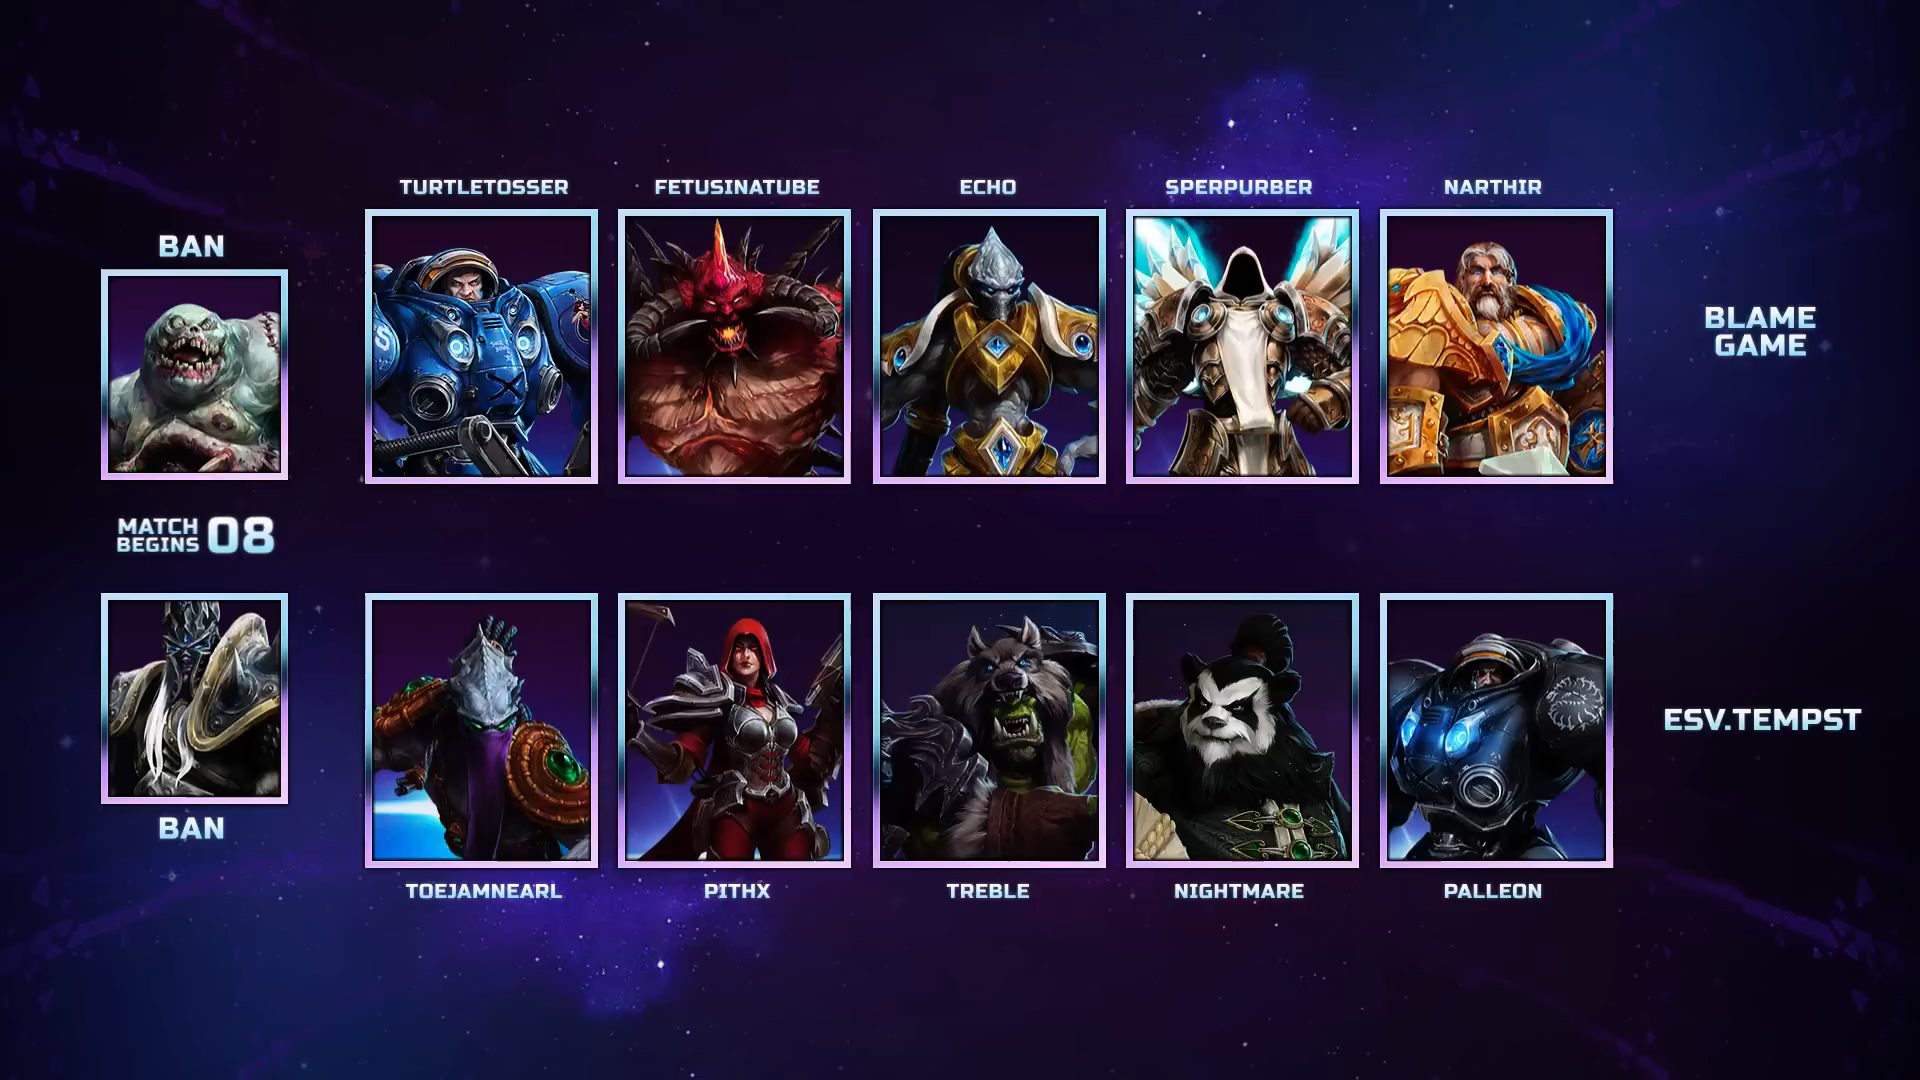 TURTLETOSSER
FETUSINATUBE
ECHO
SPERPURBER
NARTHIR
BAN
BLAME
GAME
MATCH
BEGINS 08
BAN
ESV.TEMPST
TOEJAMNEARL
PITHX
TREBLE
NIGHTMARE
PALLEON